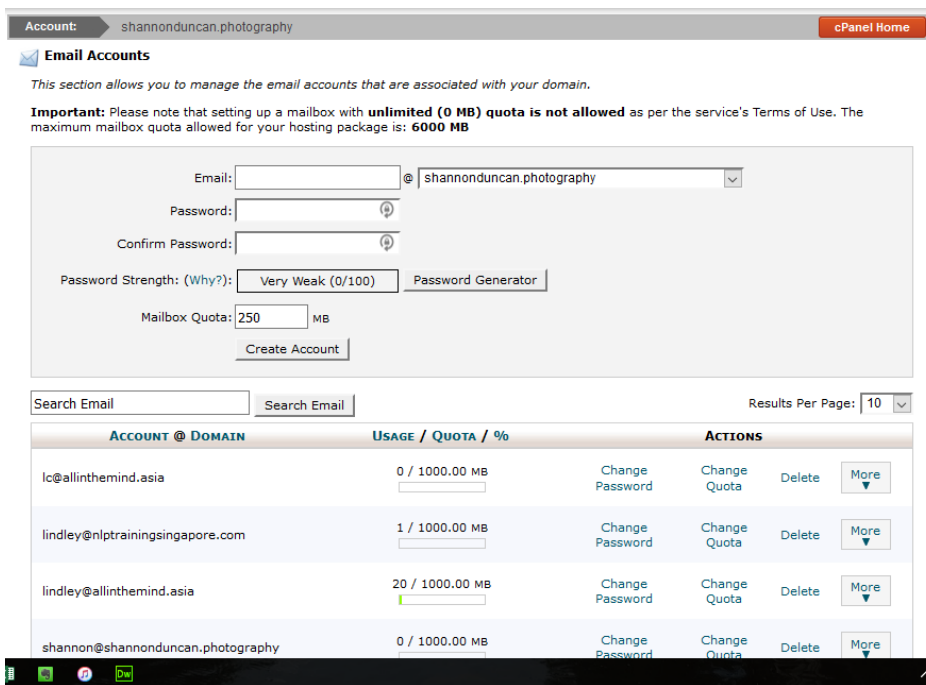 Account: shannonduncan.photography cPanel Home
Email Accounts
This section allows you to manage the email accounts that are associated with your domain.
Important: Please note that setting up a mailbox with unlimited (0 MB) quota is not allowed as per the service's Terms of Use. The
maximum mailbox quota allowed for your hosting package is: 6000 MB
Email: @ shannonduncan.photography
Password:
Confirm Password:
Password Strength: (Why?): Very Weak (0/100) Password Generator
Mailbox Quota: 250 MB
Create Account
Search Email Search Email Results Per Page: 10
ACCOUNT @ DOMAIN USAGE / QUOTA / % ACTIONS
lc@allinthemind.asia 0 / 1000.00 MB Change Password Change Quota Delete More ▼
lindley@nlptrainingsingapore.com 1 / 1000.00 MB Change Password Change Quota Delete More ▼
lindley@allinthemind.asia 20 / 1000.00 MB Change Password Change Quota Delete More ▼
shannon@shannonduncan.photography 0 / 1000.00 MB Change Password Change Quota Delete More
Dw